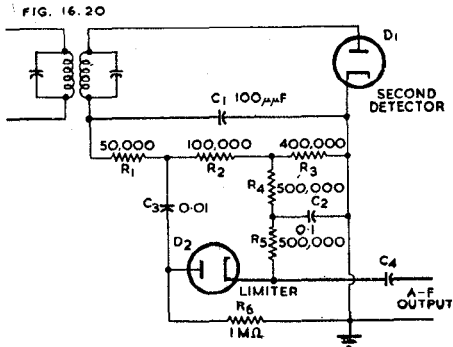 FIG. 16.20
D1
SECOND
DETECTOR
C1 100μμF
50,000
R1
100,000
R2
400,000
R3
R4
500,000
C2
0.1
C3
0.01
D2
R5
500,000
C4
LIMITER
A-F
OUTPUT
R6
1MΩ